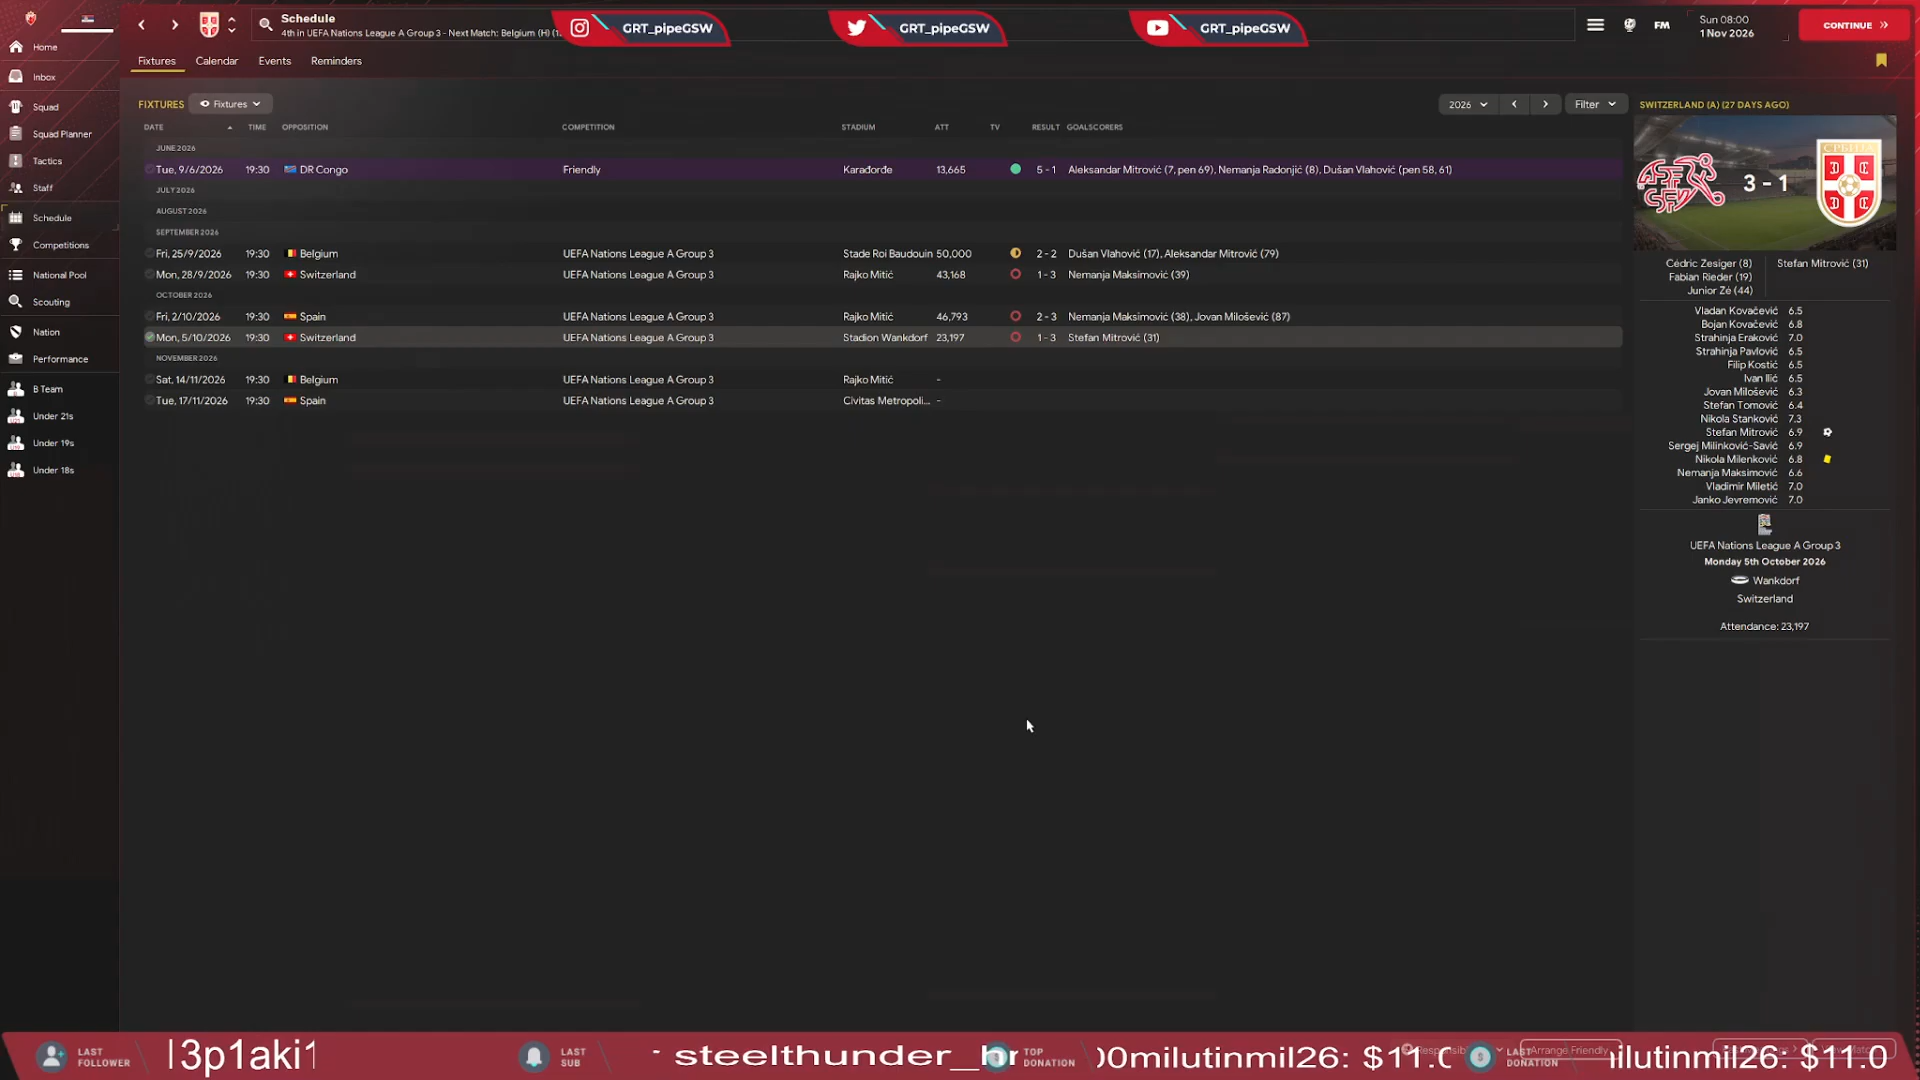 Schedule
4th in UEFA Nations League A Group 3 - Next Match: Belgium (H) (1
GRT_pipeGSW
GRT_pipeGSW
GRT_pipeGSW
FM
Sun 08:00
1 Nov 2026
CONTINUE
Home
Inbox
Squad
Squad Planner
Tactics
Staff
Schedule
Competitions
National Pool
Scouting
Nation
Performance
B Team
Under 21s
Under 19s
Under 18s
Fixtures Calendar Events Reminders
FIXTURES Fixtures 2026 Filter
DATE TIME OPPOSITION COMPETITION STADIUM ATT TV RESULT GOALSCORERS
JUNE 2026
Tue, 9/6/2026 19:30 DR Congo Friendly Karađorđe 13,665 5 - 1 Aleksandar Mitrović (7, pen 69), Nemanja Radonjić (8), Dušan Vlahović (pen 58, 61)
JULY 2026
AUGUST 2026
SEPTEMBER 2026
Fri, 25/9/2026 19:30 Belgium UEFA Nations League A Group 3 Stade Roi Baudouin 50,000 2 - 2 Dušan Vlahović (17), Aleksandar Mitrović (79)
Mon, 28/9/2026 19:30 Switzerland UEFA Nations League A Group 3 Rajko Mitić 43,168 1 - 3 Nemanja Maksimović (39)
OCTOBER 2026
Fri, 2/10/2026 19:30 Spain UEFA Nations League A Group 3 Rajko Mitić 46,793 2 - 3 Nemanja Maksimović (38), Jovan Milošević (87)
Mon, 5/10/2026 19:30 Switzerland UEFA Nations League A Group 3 Stadion Wankdorf 23,197 1 - 3 Stefan Mitrović (31)
NOVEMBER 2026
Sat, 14/11/2026 19:30 Belgium UEFA Nations League A Group 3 Rajko Mitić -
Tue, 17/11/2026 19:30 Spain UEFA Nations League A Group 3 Civitas Metropoli... -
SWITZERLAND (A) (27 DAYS AGO)
3 - 1
Cédric Zesiger (8) Stefan Mitrović (31)
Fabian Rieder (19)
Junior Zé (44)
Vladan Kovačević 6.5
Bojan Kovačević 6.8
Strahinja Eraković 7.0
Strahinja Pavlović 6.5
Filip Kostić 6.5
Ivan Ilić 6.5
Jovan Milošević 6.3
Stefan Tomović 6.4
Nikola Stanković 7.3
Stefan Mitrović 6.9
Sergej Milinković-Savić 6.9
Nikola Milenković 6.8
Nemanja Maksimović 6.6
Vladimir Miletić 7.0
Janko Jevremović 7.0
UEFA Nations League A Group 3
Monday 5th October 2026
Wankdorf
Switzerland
Attendance: 23,197
LAST FOLLOWER l3p1aki1
LAST SUB - steelthunder_hr
TOP DONATION 00milutinmil26: $11.0
Arrange Friendly
LAST DONATION ilutinmil26: $11.0